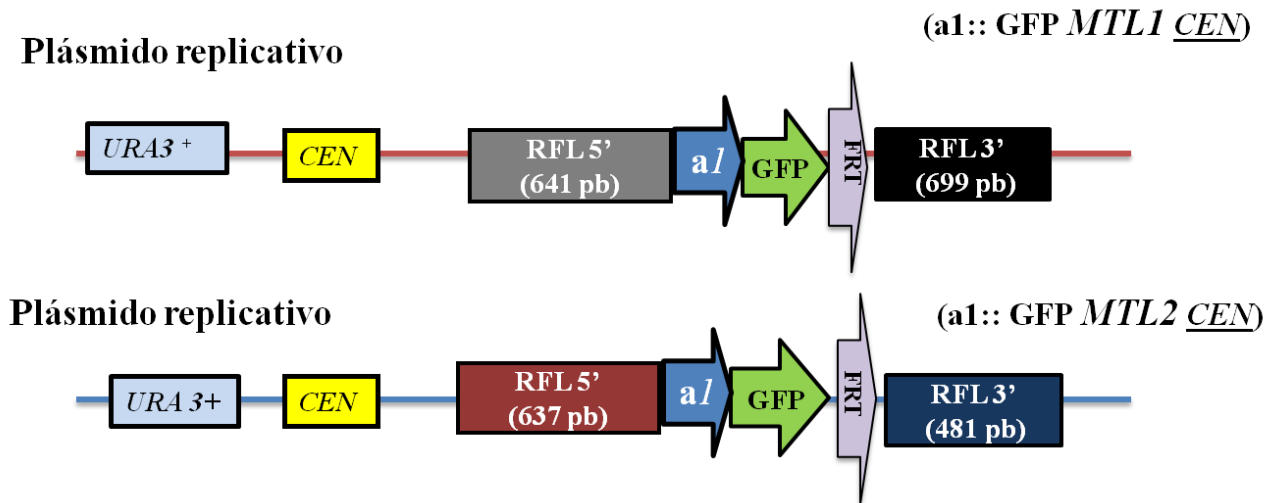 (a1:: GFP MTL1 CEN)
Plásmido replicativo
URA3 +
CEN
RFL 5’
(641 pb)
a1
GFP
FRT
RFL 3’
(699 pb)
Plásmido replicativo
(a1:: GFP MTL2 CEN)
URA 3+
CEN
RFL 5’
(637 pb)
a1
GFP
FRT
RFL 3’
(481 pb)